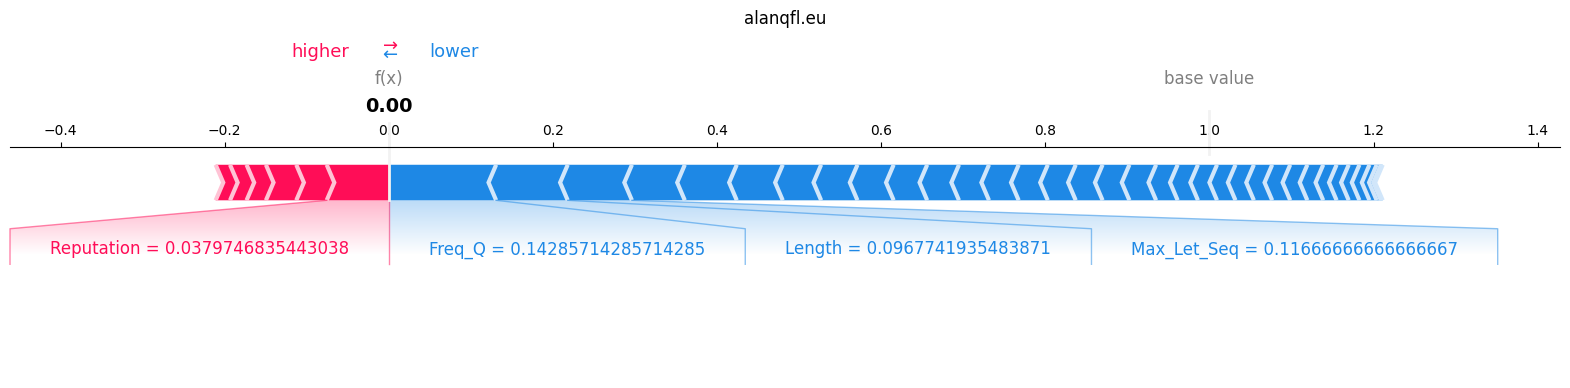 alanqfl.eu
higher → ← lower
f(x) base value
0.00
−0.4 −0.2 0.0 0.2 0.4 0.6 0.8 1.0 1.2 1.4
Reputation = 0.0379746835443038 Freq_Q = 0.14285714285714285 Length = 0.0967741935483871 Max_Let_Seq = 0.11666666666666667